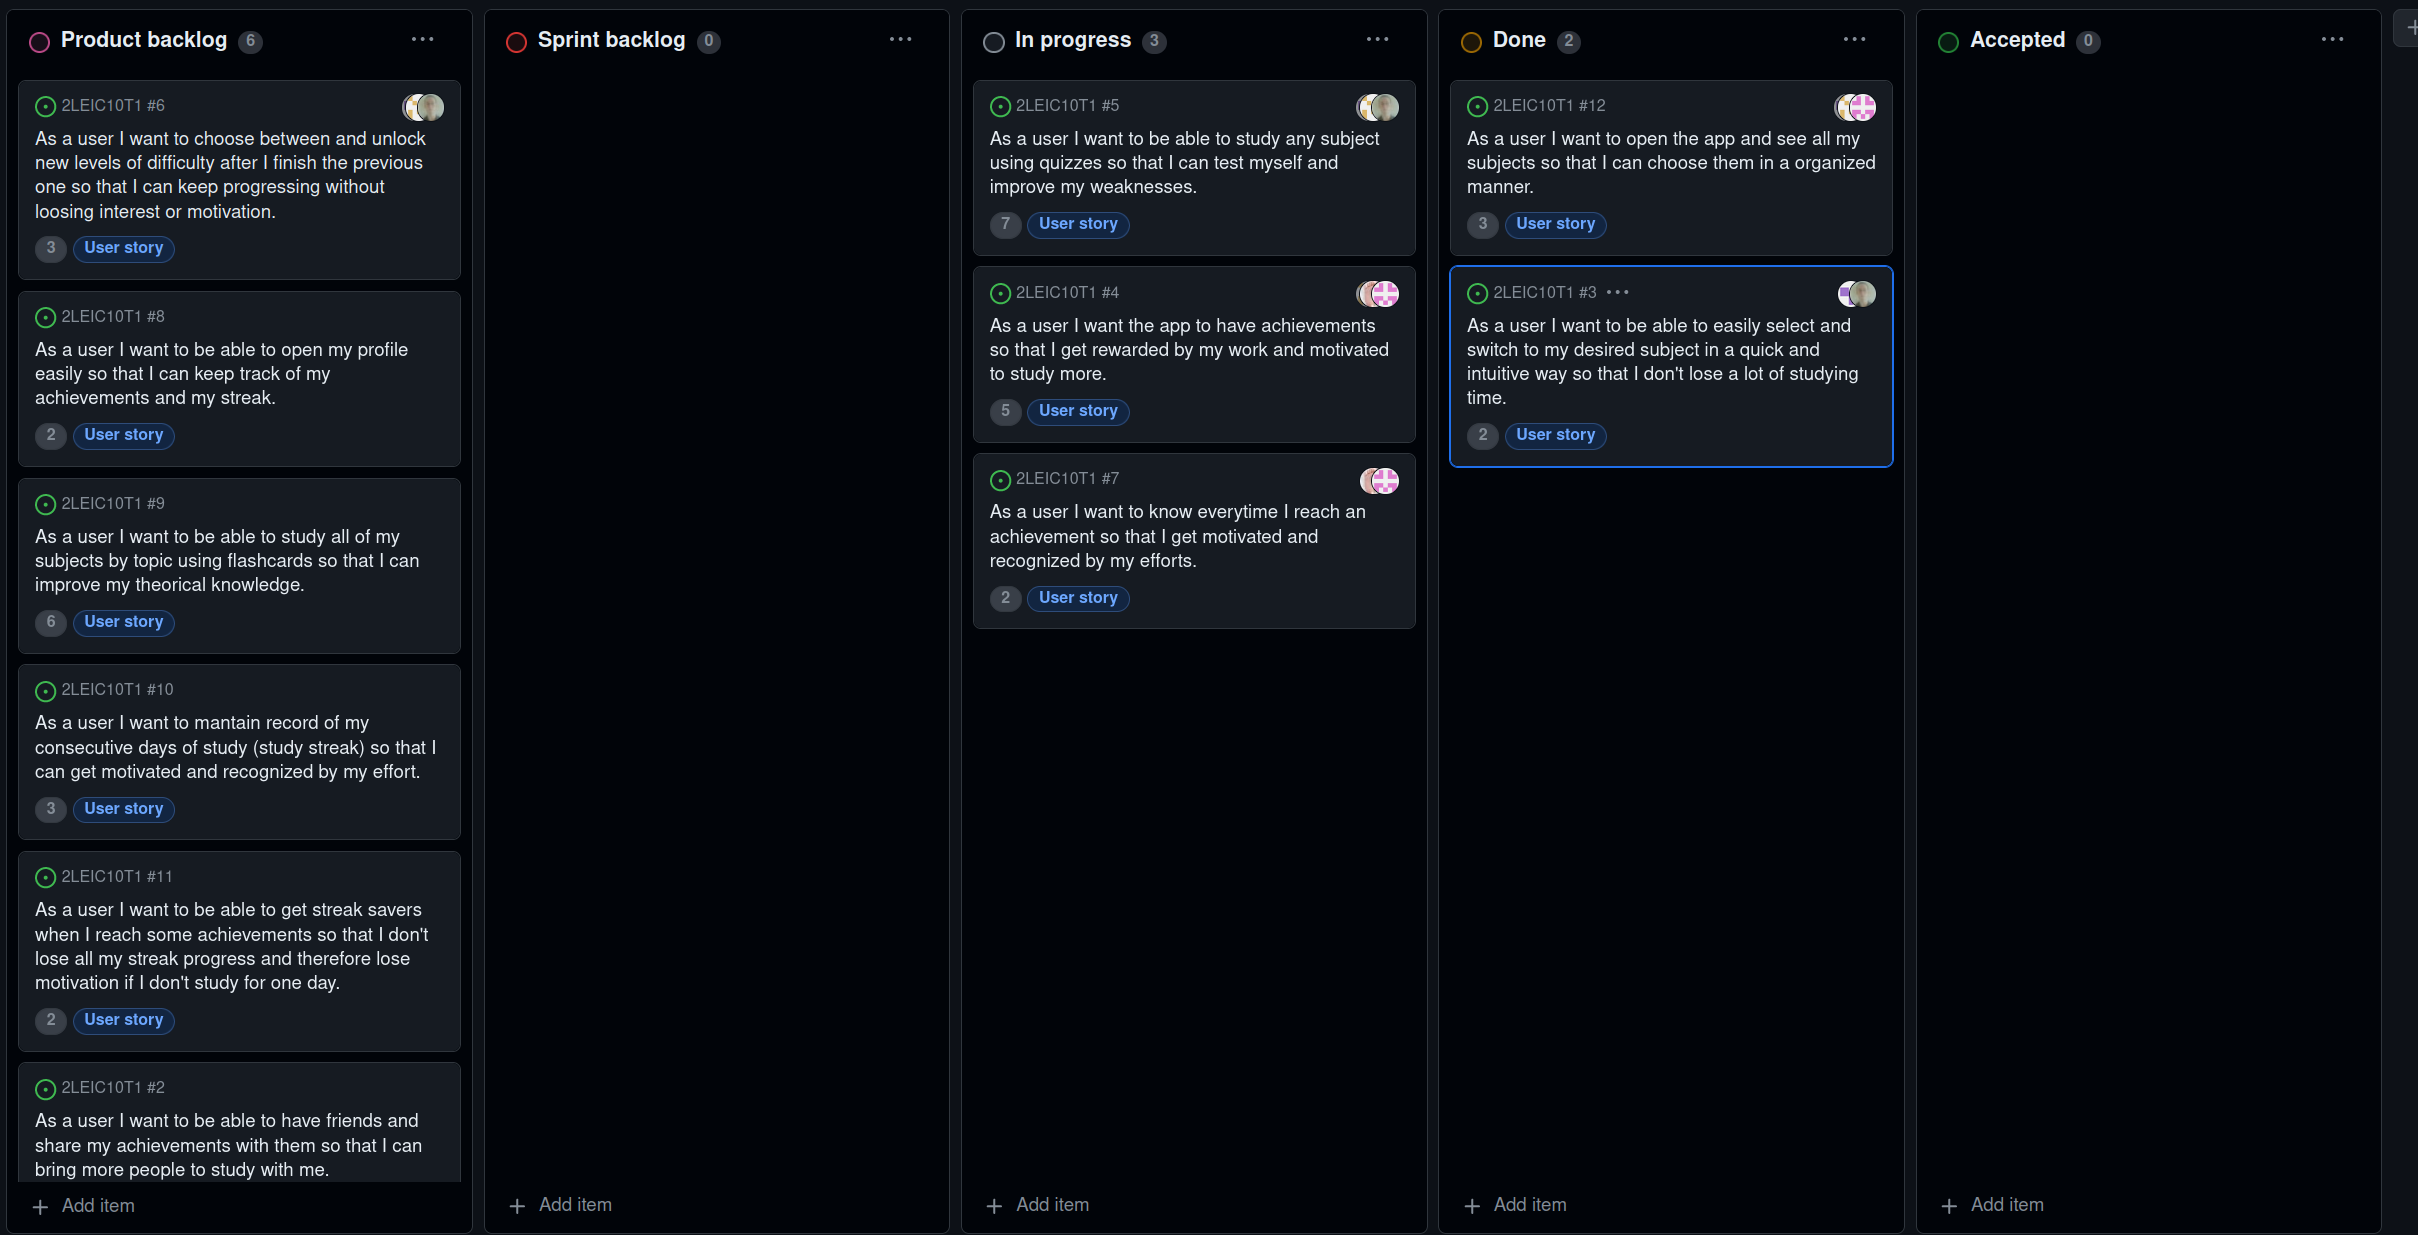 Product backlog 6
2LEIC10T1 #6
As a user I want to choose between and unlock
new levels of difficulty after I finish the previous
one so that I can keep progressing without
loosing interest or motivation.
3 User story
2LEIC10T1 #8
As a user I want to be able to open my profile
easily so that I can keep track of my
achievements and my streak.
2 User story
2LEIC10T1 #9
As a user I want to be able to study all of my
subjects by topic using flashcards so that I can
improve my theorical knowledge.
6 User story
2LEIC10T1 #10
As a user I want to mantain record of my
consecutive days of study (study streak) so that I
can get motivated and recognized by my effort.
3 User story
2LEIC10T1 #11
As a user I want to be able to get streak savers
when I reach some achievements so that I don't
lose all my streak progress and therefore lose
motivation if I don't study for one day.
2 User story
2LEIC10T1 #2
As a user I want to be able to have friends and
share my achievements with them so that I can
bring more people to study with me.
+ Add item
Sprint backlog 0
+ Add item
In progress 3
2LEIC10T1 #5
As a user I want to be able to study any subject
using quizzes so that I can test myself and
improve my weaknesses.
7 User story
2LEIC10T1 #4
As a user I want the app to have achievements
so that I get rewarded by my work and motivated
to study more.
5 User story
2LEIC10T1 #7
As a user I want to know everytime I reach an
achievement so that I get motivated and
recognized by my efforts.
2 User story
+ Add item
Done 2
2LEIC10T1 #12
As a user I want to open the app and see all my
subjects so that I can choose them in a organized
manner.
3 User story
2LEIC10T1 #3
As a user I want to be able to easily select and
switch to my desired subject in a quick and
intuitive way so that I don't lose a lot of studying
time.
2 User story
+ Add item
Accepted 0
+ Add item